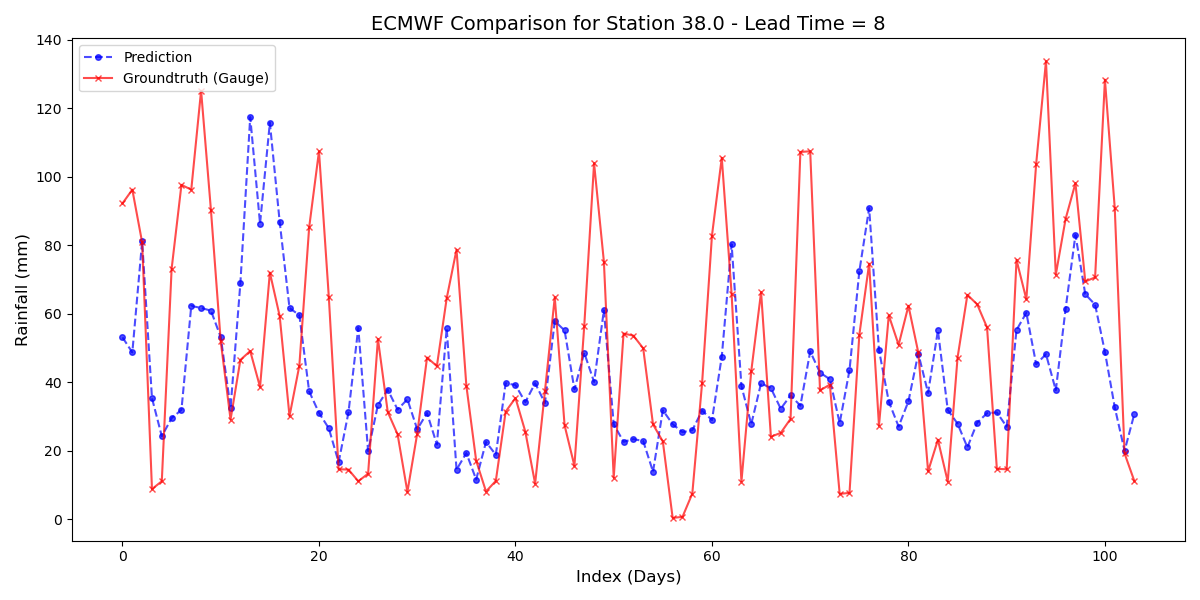 ECMWF Comparison for Station 38.0 - Lead Time = 8
Prediction
Groundtruth (Gauge)
Rainfall (mm)
140
120
100
80
60
40
20
0
0 20 40 60 80 100
Index (Days)